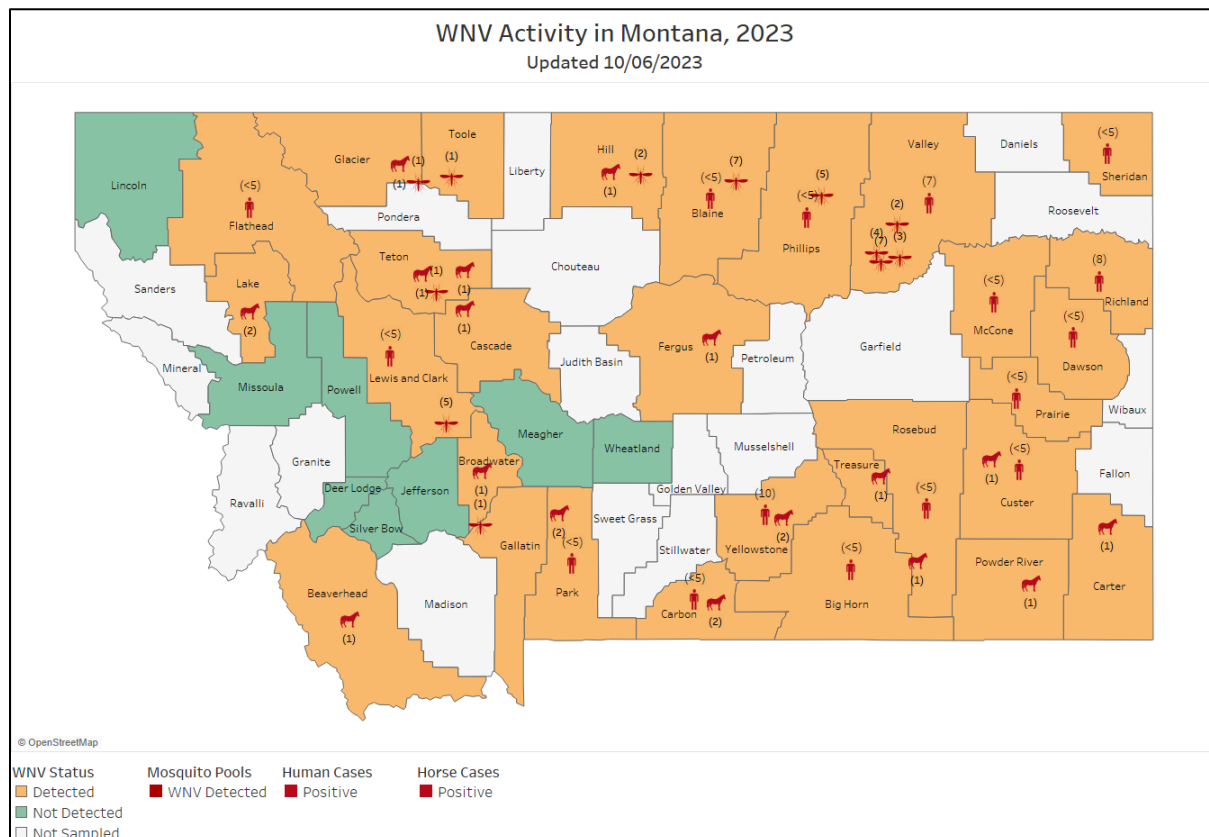 WNV Activity in Montana, 2023
Updated 10/06/2023
Toole
Daniels
Glacier
(1)
(1)
(1)
Liberty
Hill
(2)
(1)
(7)
(<5)
Blaine
(5)
(<5)
Phillips
Valley
(7)
(2)
(4)
(3)
(7)
(<5)
Sheridan
Lincoln
(<5)
Flathead
Pondera
Roosevelt
Teton
(1)
(1)
(1)
Chouteau
Sanders
Lake
(2)
(1)
Cascade
(<5)
Lewis and Clark
(5)
Fergus
(1)
Judith Basin
Petroleum
Garfield
(<5)
McCone
(8)
Richland
(<5)
Dawson
Mineral
Missoula
Powell
(<5)
Prairie
Wibaux
Meagher
Wheatland
Musselshell
Rosebud
Granite
Broadwater
(1)
(1)
Treasure
(1)
(<5)
(<5)
(1)
Custer
Fallon
Ravalli
Deer Lodge
Jefferson
Silver Bow
Golden Valley
Sweet Grass
(10)
(2)
Yellowstone
Stillwater
Gallatin
(2)
(<5)
Park
(<5)
Big Horn
(1)
Powder River
(1)
(1)
Carter
Beaverhead
(1)
Madison
(<5)
Carbon
(2)
© OpenStreetMap
WNV Status
Detected
Not Detected
Not Sampled
Mosquito Pools
WNV Detected
Human Cases
Positive
Horse Cases
Positive